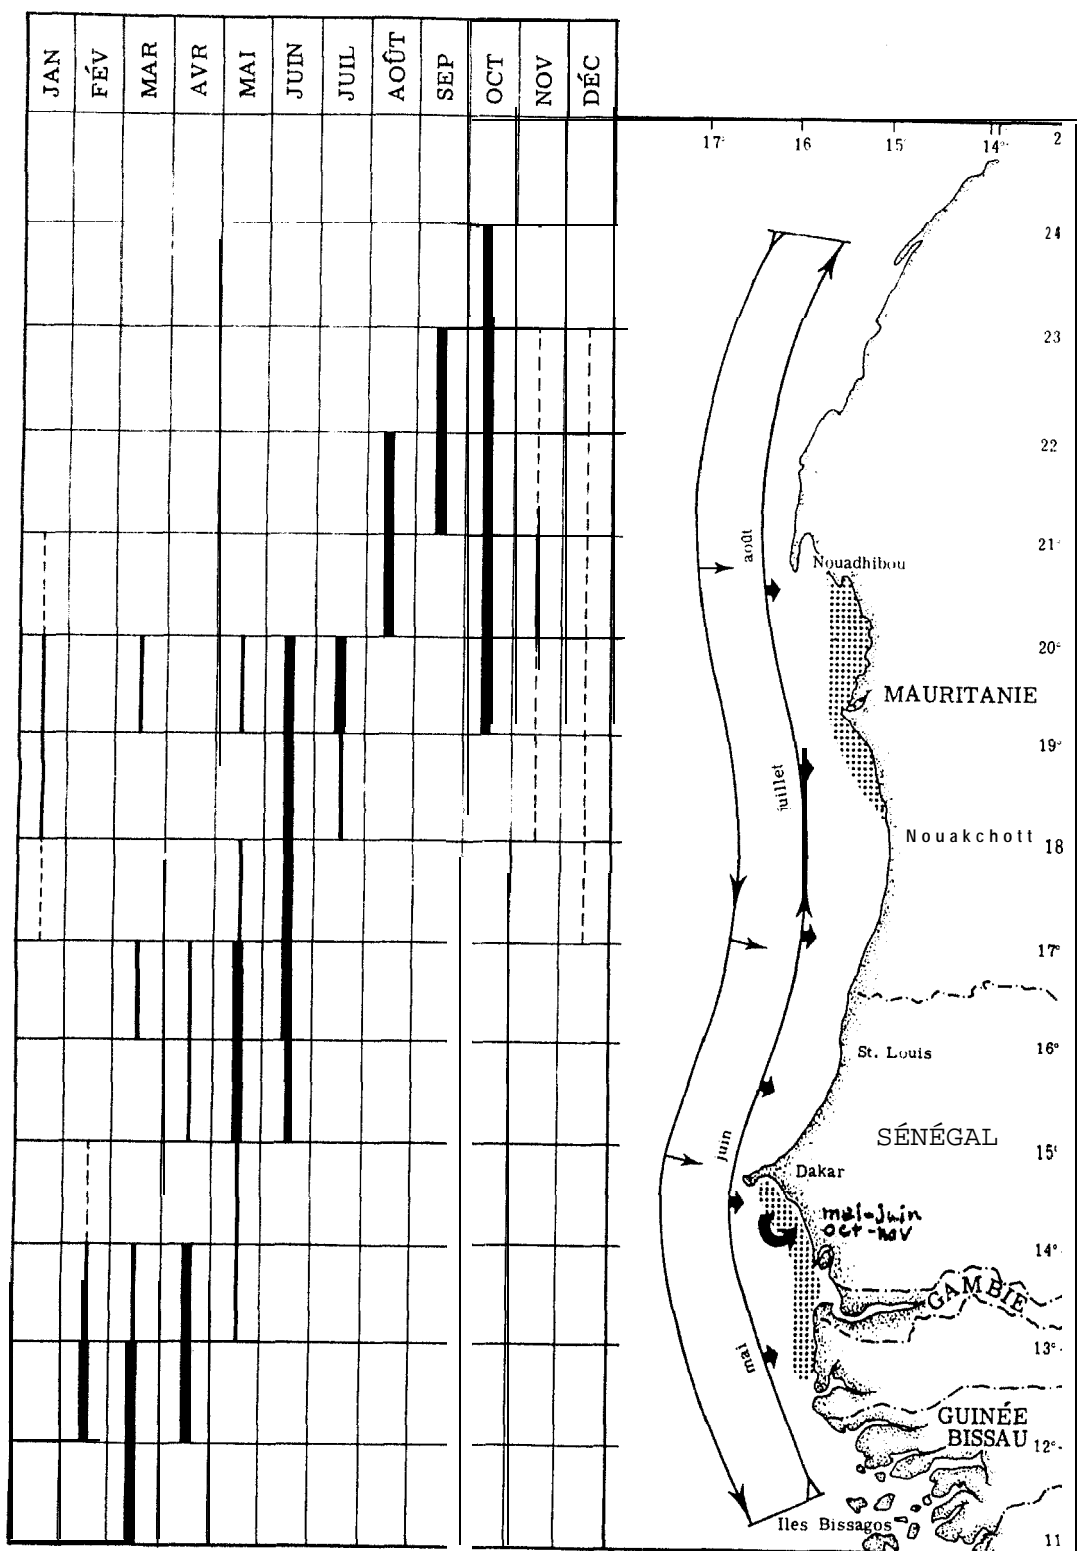 JAN FÉV MAR AVR MAI JUIN JUIL AOÛT SEP OCT NOV DÉC
17° 16 15 14° 2
24
23
22
août
21
Nouadhibou
20°
MAURITANIE
19°
juillet
Nouakchott 18
17°
St. Louis 16°
SÉNÉGAL
juin
15°
Dakar
mai-juin
oct-nov
14°
GAMBIE
mai
13°
GUINÉE
BISSAU 12°
Iles Bissagos
11